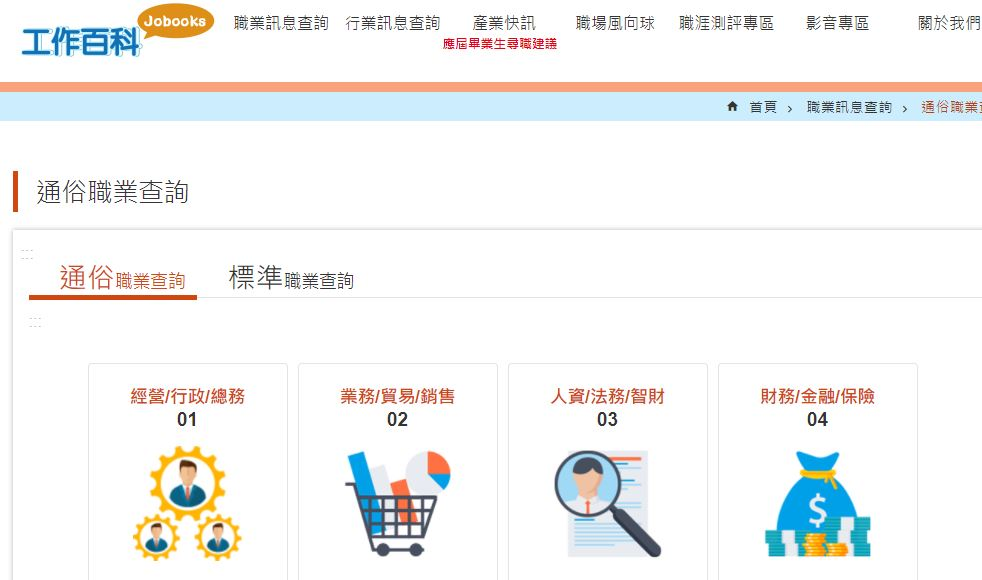 工作百科 Jobooks
職業訊息查詢 行業訊息查詢 產業快訊 職場風向球 職涯測評專區 影音專區 關於我們
應屆畢業生尋職建議
首頁 › 職業訊息查詢 › 通俗職業
通俗職業查詢
:::
通俗職業查詢 標準職業查詢
:::
經營/行政/總務 業務/貿易/銷售 人資/法務/智財 財務/金融/保險
01 02 03 04
$